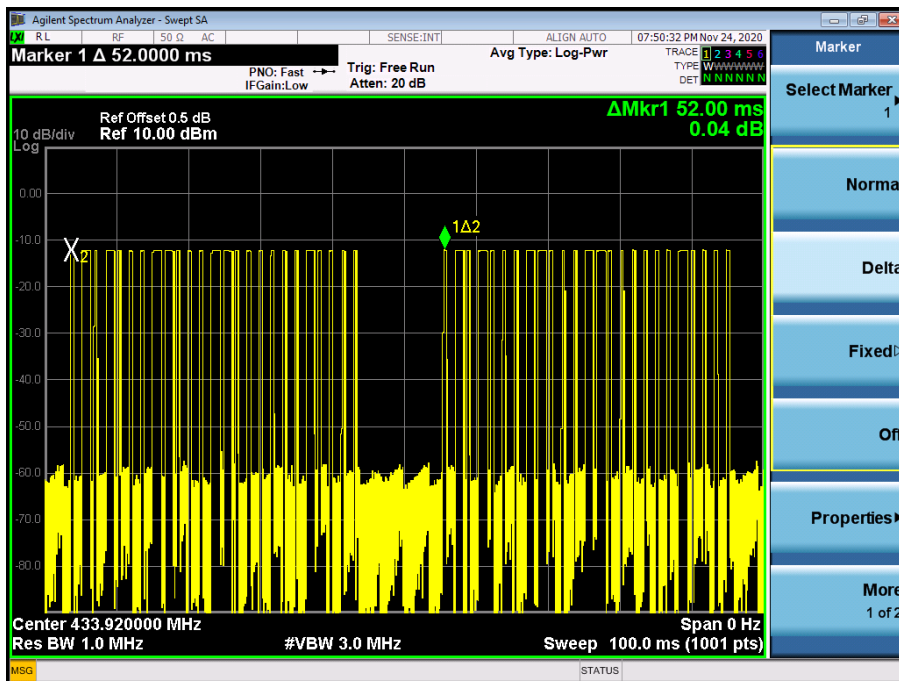 Agilent Spectrum Analyzer - Swept SA
LXI RL RF 50 Ω AC SENSE:INT ALIGN AUTO 07:50:32 PM Nov 24, 2020
Marker 1 Δ 52.0000 ms
PNO: Fast
IFGain:Low
Trig: Free Run
Atten: 20 dB
Avg Type: Log-Pwr
TRACE 1 2 3 4 5 6
TYPE WWWWWW
DET N N N N N N
ΔMkr1 52.00 ms
0.04 dB
Ref Offset 0.5 dB
10 dB/div Ref 10.00 dBm
Log
0.00
-10.0
X2
1Δ2
-20.0
-30.0
-40.0
-50.0
-60.0
-70.0
-80.0
Center 433.920000 MHz Span 0 Hz
Res BW 1.0 MHz #VBW 3.0 MHz Sweep 100.0 ms (1001 pts)
MSG STATUS
Marker
Select Marker
1
Norma
Delta
Fixed
Off
Properties
More
1 of 2